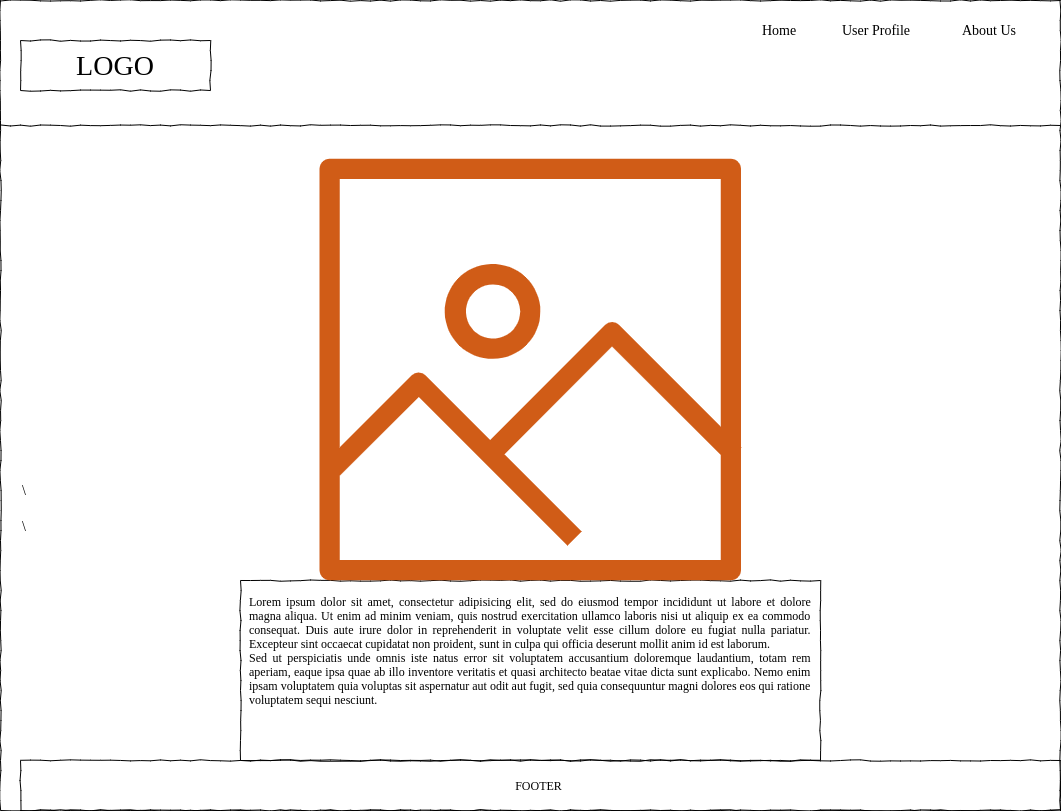 Home User Profile About Us
LOGO
\
\
Lorem ipsum dolor sit amet, consectetur adipisicing elit, sed do eiusmod tempor incididunt ut labore et dolore
magna aliqua. Ut enim ad minim veniam, quis nostrud exercitation ullamco laboris nisi ut aliquip ex ea commodo
consequat. Duis aute irure dolor in reprehenderit in voluptate velit esse cillum dolore eu fugiat nulla pariatur.
Excepteur sint occaecat cupidatat non proident, sunt in culpa qui officia deserunt mollit anim id est laborum.
Sed ut perspiciatis unde omnis iste natus error sit voluptatem accusantium doloremque laudantium, totam rem
aperiam, eaque ipsa quae ab illo inventore veritatis et quasi architecto beatae vitae dicta sunt explicabo. Nemo enim
ipsam voluptatem quia voluptas sit aspernatur aut odit aut fugit, sed quia consequuntur magni dolores eos qui ratione
voluptatem sequi nesciunt.
FOOTER